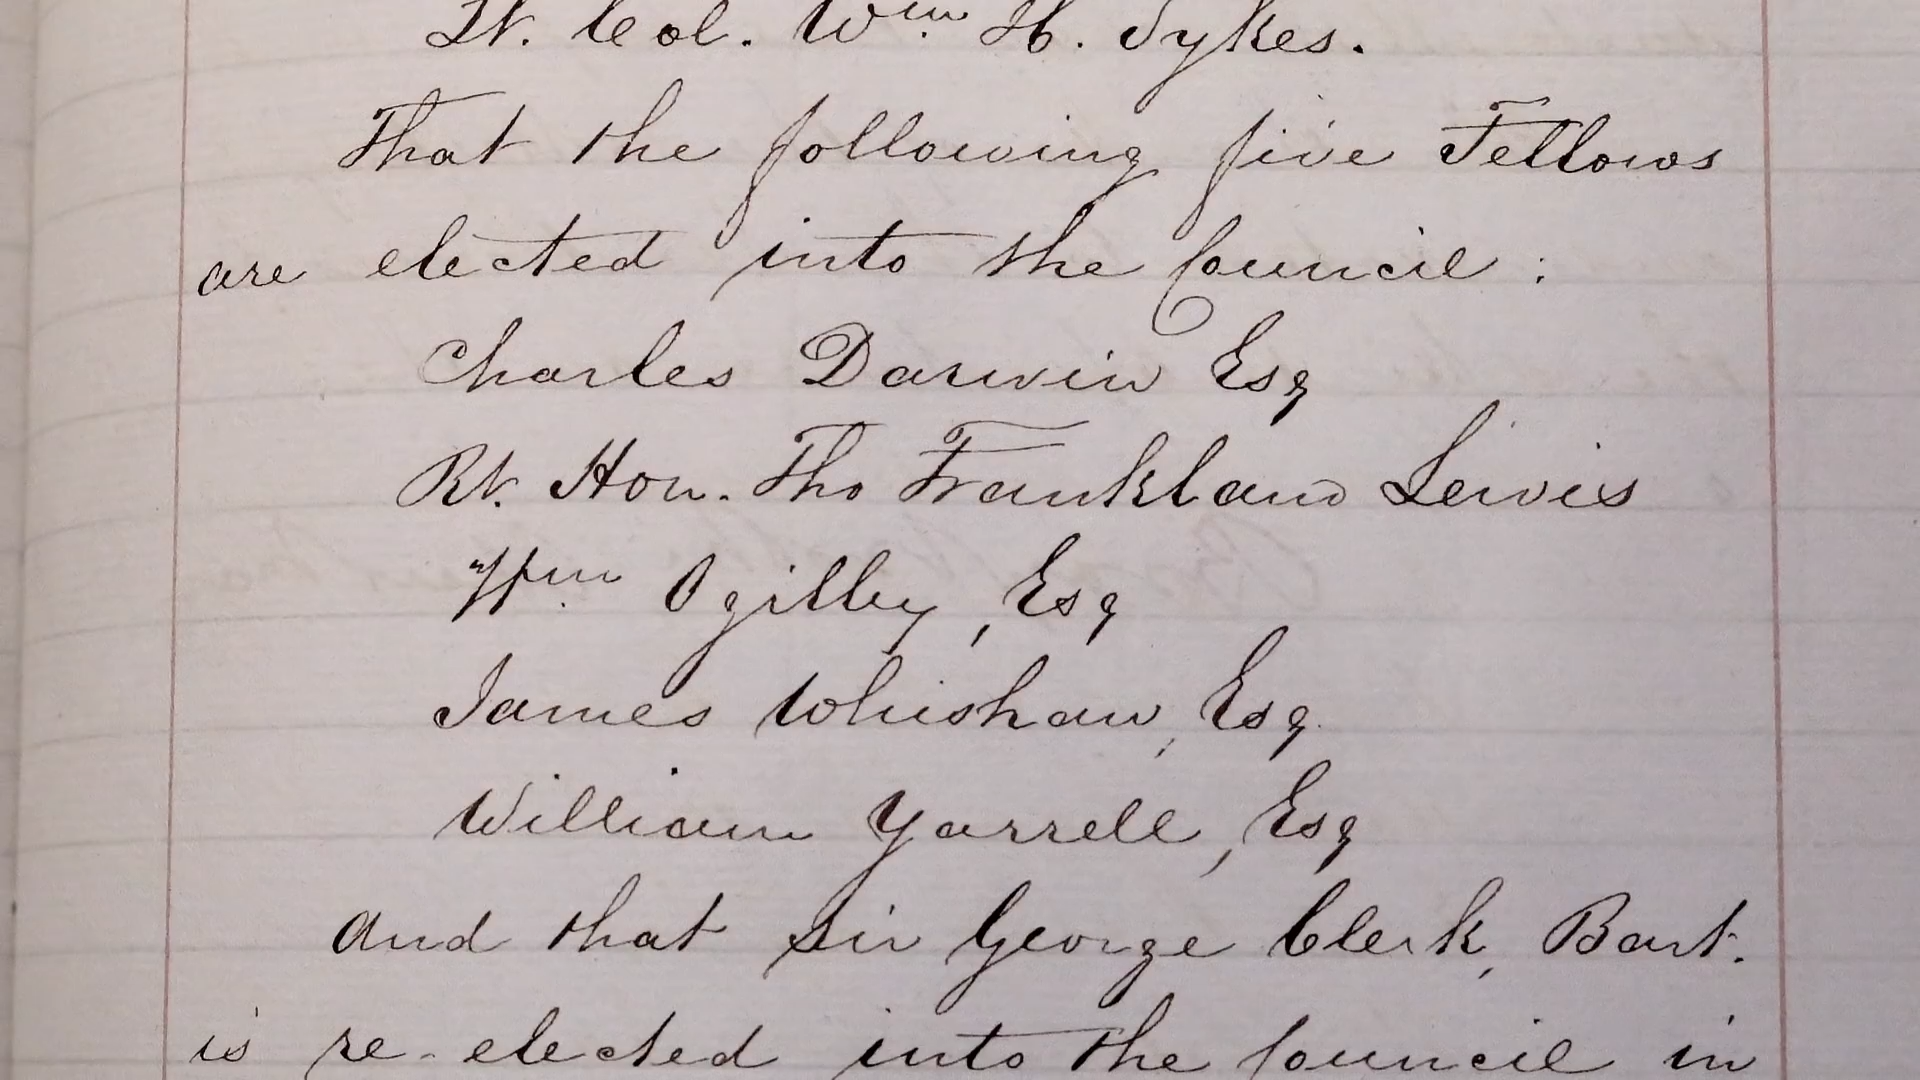 Lt. Col. Wm. H. Sykes.
That the following five Fellows
are elected into the Council:
Charles Darwin Esq
Rt. Hon. Tho Frankland Lewis
Wm. Ogilby, Esq
James Whishaw, Esq.
William Yarrell, Esq
And that Sir George Clerk, Bart.
is re-elected into the Council in